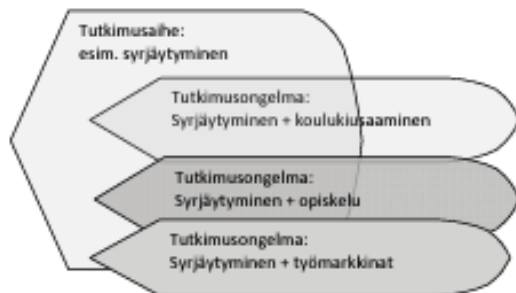 Tutkimusaihe:
esim. syrjäytyminen
Tutkimusongelma:
Syrjäytyminen + koulukiusaaminen
Tutkimusongelma:
Syrjäytyminen + opiskelu
Tutkimusongelma:
Syrjäytyminen + työmarkkinat